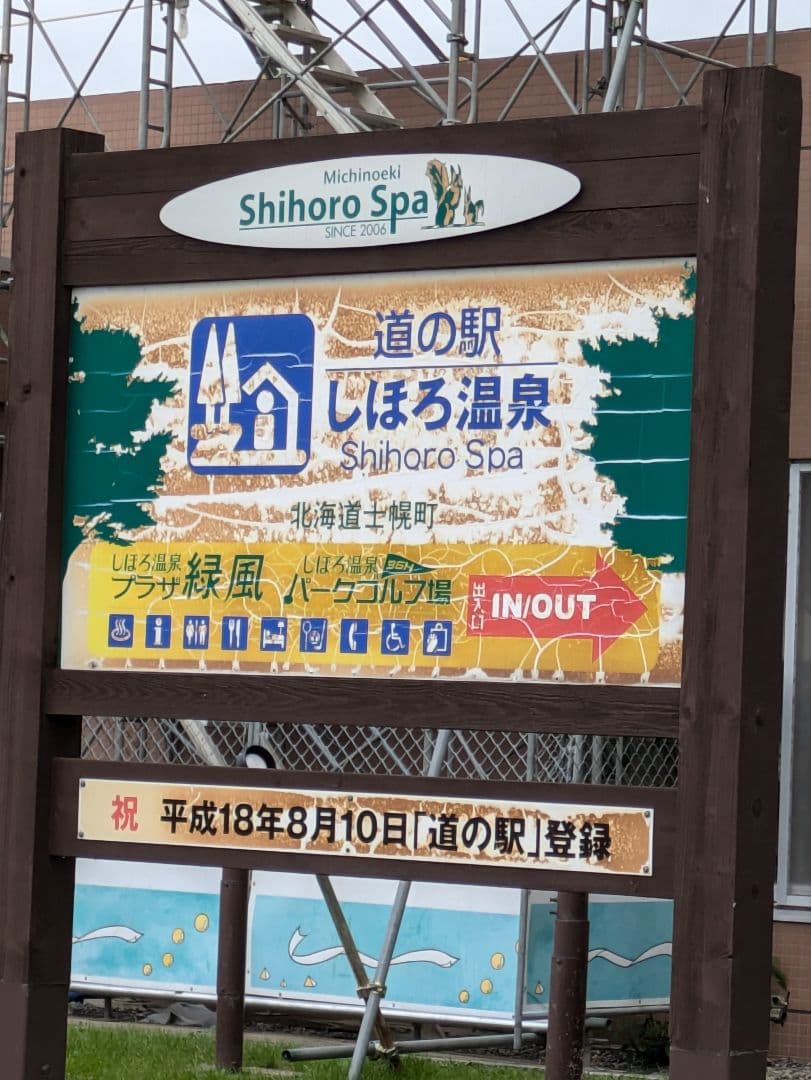 Michinoeki
Shihoro Spa
SINCE 2006
道の駅
しほろ温泉
Shihoro Spa
北海道士幌町
しほろ温泉
プラザ緑風
しほろ温泉 36H
パークゴルフ場
出入口
IN/OUT
祝 平成18年8月10日「道の駅」登録